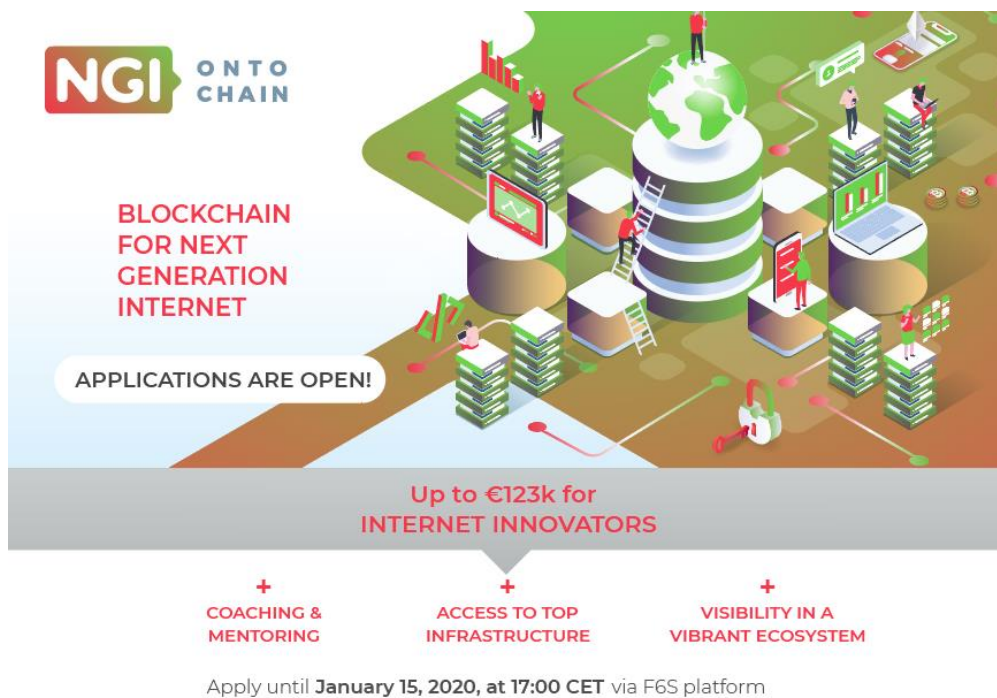 NGI ONTO
CHAIN
BLOCKCHAIN
FOR NEXT
GENERATION
INTERNET
APPLICATIONS ARE OPEN!
Up to €123k for
INTERNET INNOVATORS
+ + +
COACHING & ACCESS TO TOP VISIBILITY IN A
MENTORING INFRASTRUCTURE VIBRANT ECOSYSTEM
Apply until January 15, 2020, at 17:00 CET via F6S platform